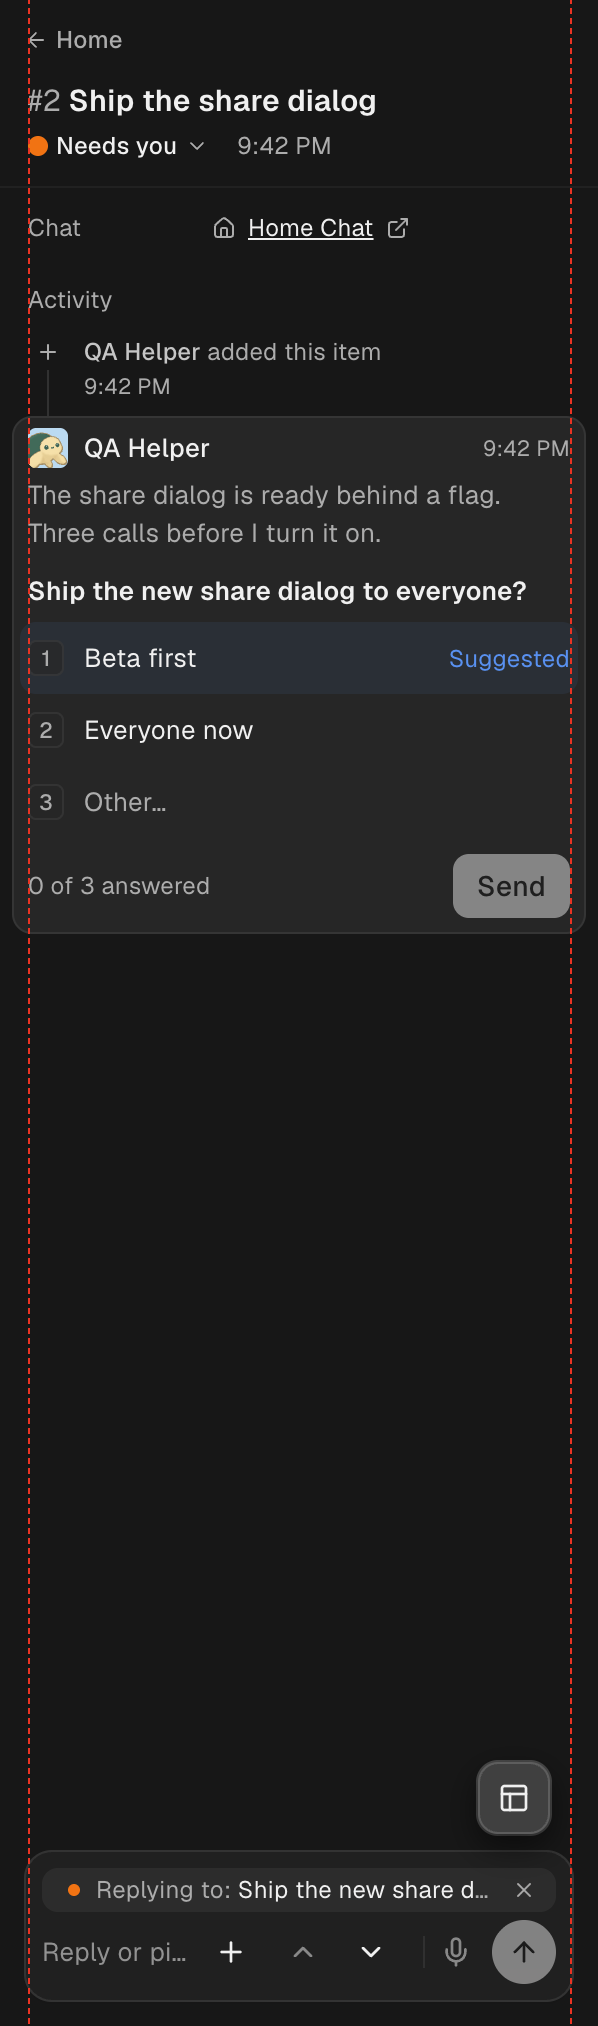 Home
#2 Ship the share dialog
Needs you 9:42 PM
Chat Home Chat
Activity
QA Helper added this item
9:42 PM
QA Helper 9:42 PM
The share dialog is ready behind a flag.
Three calls before I turn it on.
Ship the new share dialog to everyone?
1 Beta first Suggested
2 Everyone now
3 Other...
0 of 3 answered Send
Replying to: Ship the new share d...
Reply or pi...